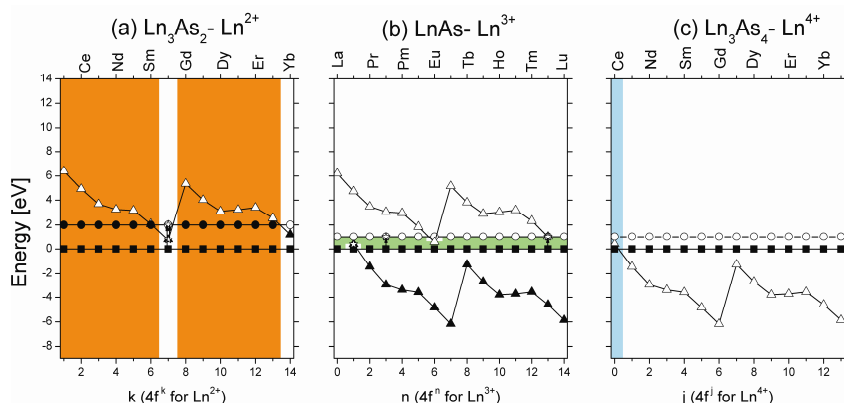 (a) Ln₃As₂- Ln²⁺
(b) LnAs- Ln³⁺
(c) Ln₃As₄- Ln⁴⁺
Ce Nd Sm Gd Dy Er Yb
La Pr Pm Eu Tb Ho Tm Lu
Ce Nd Sm Gd Dy Er Yb
Energy [eV]
14
12
10
8
6
4
2
0
-2
-4
-6
-8
2 4 6 8 10 12 14
0 2 4 6 8 10 12 14
0 2 4 6 8 10 12
k (4fᵏ for Ln²⁺)
n (4fⁿ for Ln³⁺)
j (4fʲ for Ln⁴⁺)